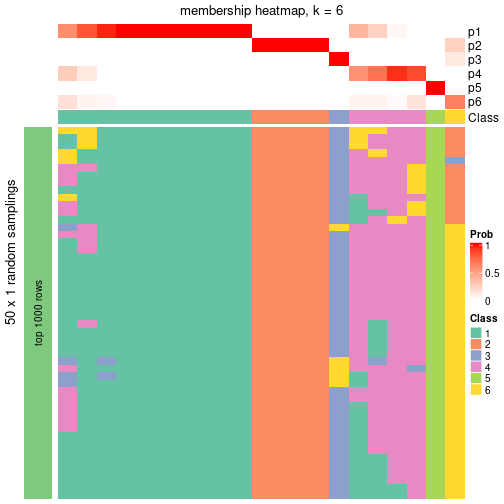 membership heatmap, k = 6
p1
p2
p3
p4
p5
p6
Class
50 x 1 random samplings
top 1000 rows
Prob
1
0.5
0
Class
1
2
3
4
5
6